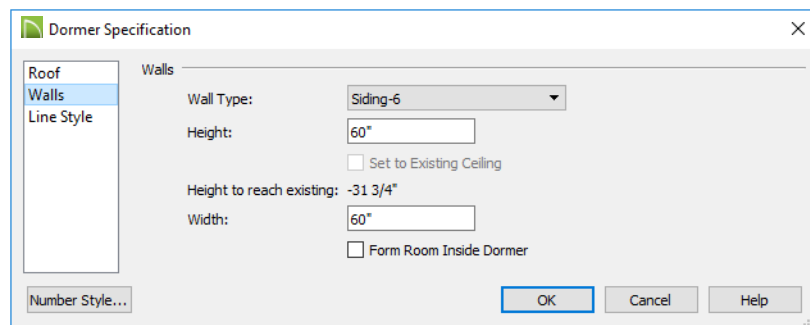 Dormer Specification
Roof
Walls
Line Style
Walls
Wall Type: Siding-6
Height: 60"
Set to Existing Ceiling
Height to reach existing: -31 3/4"
Width: 60"
Form Room Inside Dormer
Number Style... OK Cancel Help